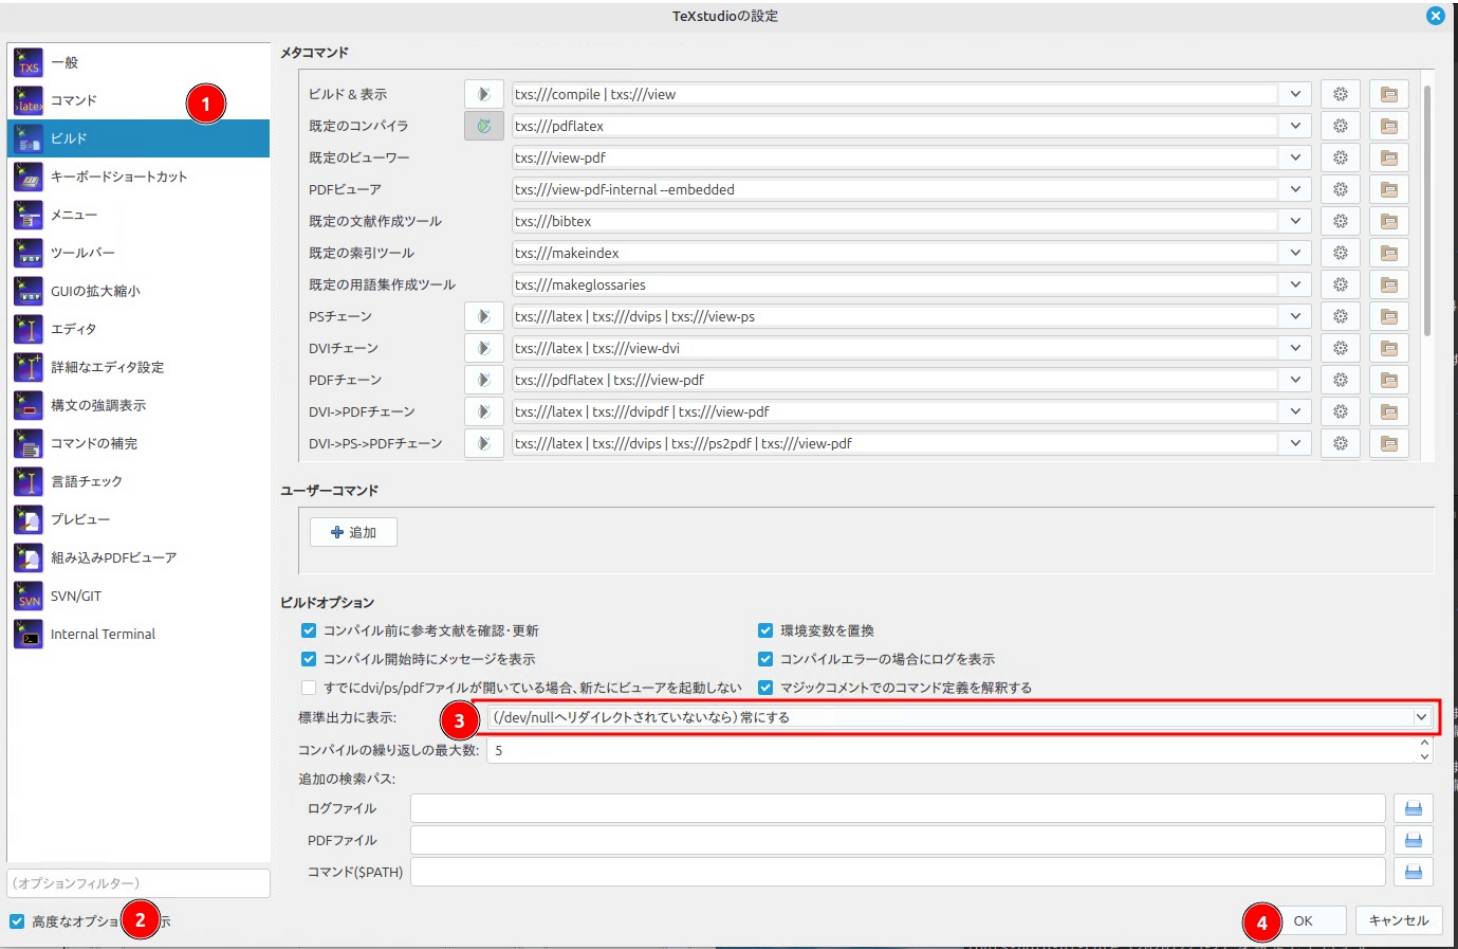 TeXstudioの設定
一般
コマンド
1
ビルド
キーボードショートカット
メニュー
ツールバー
GUIの拡大縮小
エディタ
詳細なエディタ設定
構文の強調表示
コマンドの補完
言語チェック
プレビュー
組み込みPDFビューア
SVN/GIT
Internal Terminal
(オプションフィルター)
高度なオプショ 2 示
メタコマンド
ビルド & 表示 txs:///compile | txs:///view
既定のコンパイラ txs:///pdflatex
既定のビューワー txs:///view-pdf
PDFビューア txs:///view-pdf-internal --embedded
既定の文献作成ツール txs:///bibtex
既定の索引ツール txs:///makeindex
既定の用語集作成ツール txs:///makeglossaries
PSチェーン txs:///latex | txs:///dvips | txs:///view-ps
DVIチェーン txs:///latex | txs:///view-dvi
PDFチェーン txs:///pdflatex | txs:///view-pdf
DVI->PDFチェーン txs:///latex | txs:///dvipdf | txs:///view-pdf
DVI->PS->PDFチェーン txs:///latex | txs:///dvips | txs:///ps2pdf | txs:///view-pdf
ユーザーコマンド
追加
ビルドオプション
コンパイル前に参考文献を確認・更新 環境変数を置換
コンパイル開始時にメッセージを表示 コンパイルエラーの場合にログを表示
すでにdvi/ps/pdfファイルが開いている場合、新たにビューアを起動しない マジックコメントでのコマンド定義を解釈する
標準出力に表示: 3 (/dev/nullへリダイレクトされていないなら) 常にする
コンパイルの繰り返しの最大数: 5
追加の検索パス:
ログファイル
PDFファイル
コマンド($PATH)
4 OK キャンセル